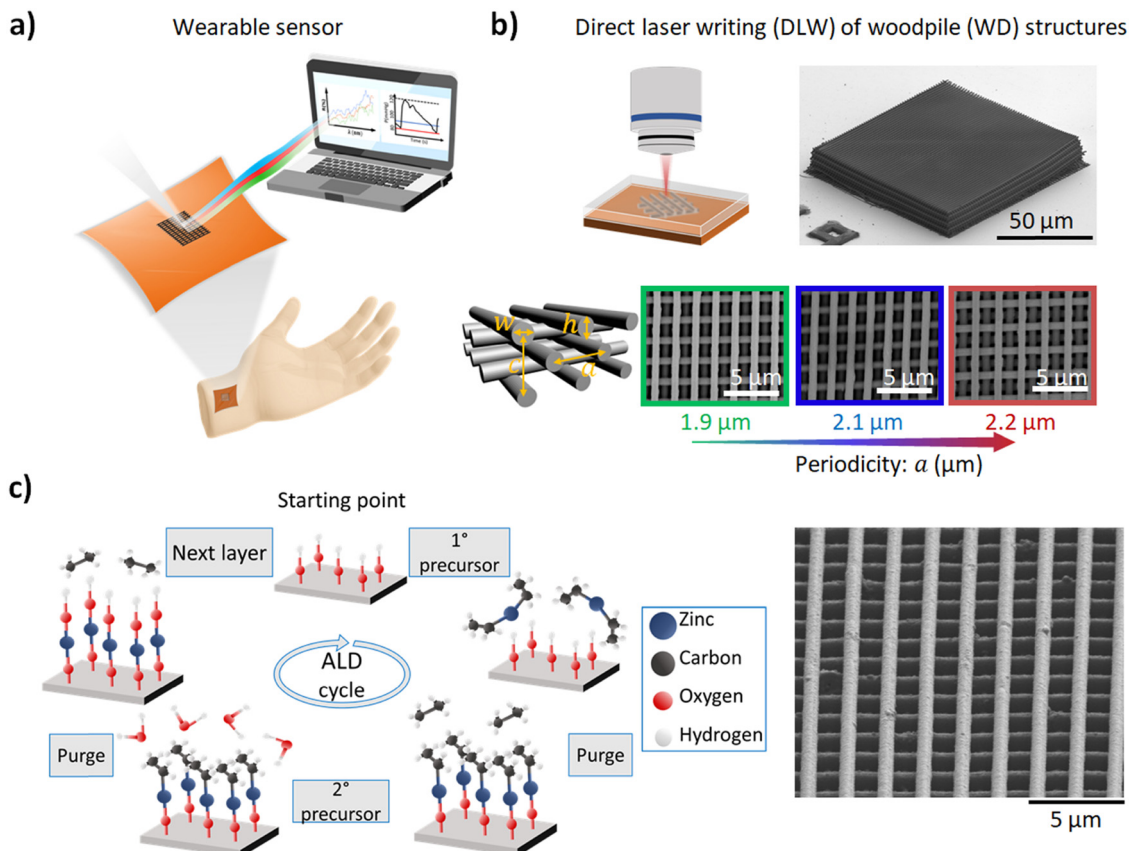 a)
Wearable sensor
λ (nm)
Time (s)
b)
Direct laser writing (DLW) of woodpile (WD) structures
50 μm
w
h
c
a
5 μm
5 μm
5 μm
1.9 μm
2.1 μm
2.2 μm
Periodicity: a (μm)
c)
Starting point
Next layer
1°
precursor
ALD
cycle
Zinc
Carbon
Oxygen
Hydrogen
Purge
2°
precursor
Purge
5 μm